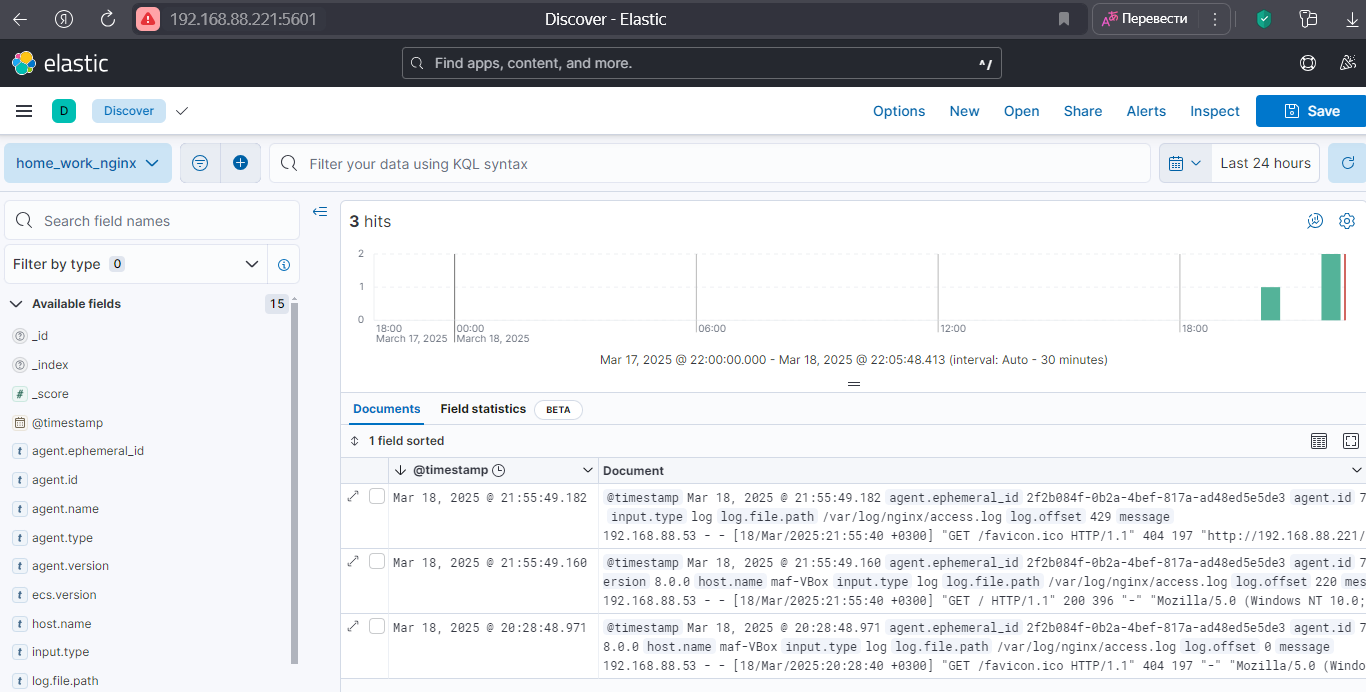 192.168.88.221:5601
Discover - Elastic
Перевести
elastic
Find apps, content, and more.
^/
D
Discover
Options
New
Open
Share
Alerts
Inspect
Save
home_work_nginx
Filter your data using KQL syntax
Last 24 hours
Search field names
Filter by type 0
Available fields 15
_id
_index
_score
@timestamp
agent.ephemeral_id
agent.id
agent.name
agent.type
agent.version
ecs.version
host.name
input.type
log.file.path
3 hits
2
1
0
18:00 00:00 06:00 12:00 18:00
March 17, 2025 March 18, 2025
Mar 17, 2025 @ 22:00:00.000 - Mar 18, 2025 @ 22:05:48.413 (interval: Auto - 30 minutes)
Documents Field statistics BETA
1 field sorted
@timestamp Document
Mar 18, 2025 @ 21:55:49.182 @timestamp Mar 18, 2025 @ 21:55:49.182 agent.ephemeral_id 2f2b084f-0b2a-4bef-817a-ad48ed5e5de3 agent.id 7
input.type log log.file.path /var/log/nginx/access.log log.offset 429 message
192.168.88.53 - - [18/Mar/2025:21:55:40 +0300] "GET /favicon.ico HTTP/1.1" 404 197 "http://192.168.88.221/
Mar 18, 2025 @ 21:55:49.160 @timestamp Mar 18, 2025 @ 21:55:49.160 agent.ephemeral_id 2f2b084f-0b2a-4bef-817a-ad48ed5e5de3 agent.id 7
ersion 8.0.0 host.name maf-VBox input.type log log.file.path /var/log/nginx/access.log log.offset 220 mes
192.168.88.53 - - [18/Mar/2025:21:55:40 +0300] "GET / HTTP/1.1" 200 396 "-" "Mozilla/5.0 (Windows NT 10.0;
Mar 18, 2025 @ 20:28:48.971 @timestamp Mar 18, 2025 @ 20:28:48.971 agent.ephemeral_id 2f2b084f-0b2a-4bef-817a-ad48ed5e5de3 agent.id 7
8.0.0 host.name maf-VBox input.type log log.file.path /var/log/nginx/access.log log.offset 0 message
192.168.88.53 - - [18/Mar/2025:20:28:40 +0300] "GET /favicon.ico HTTP/1.1" 404 197 "-" "Mozilla/5.0 (Windo